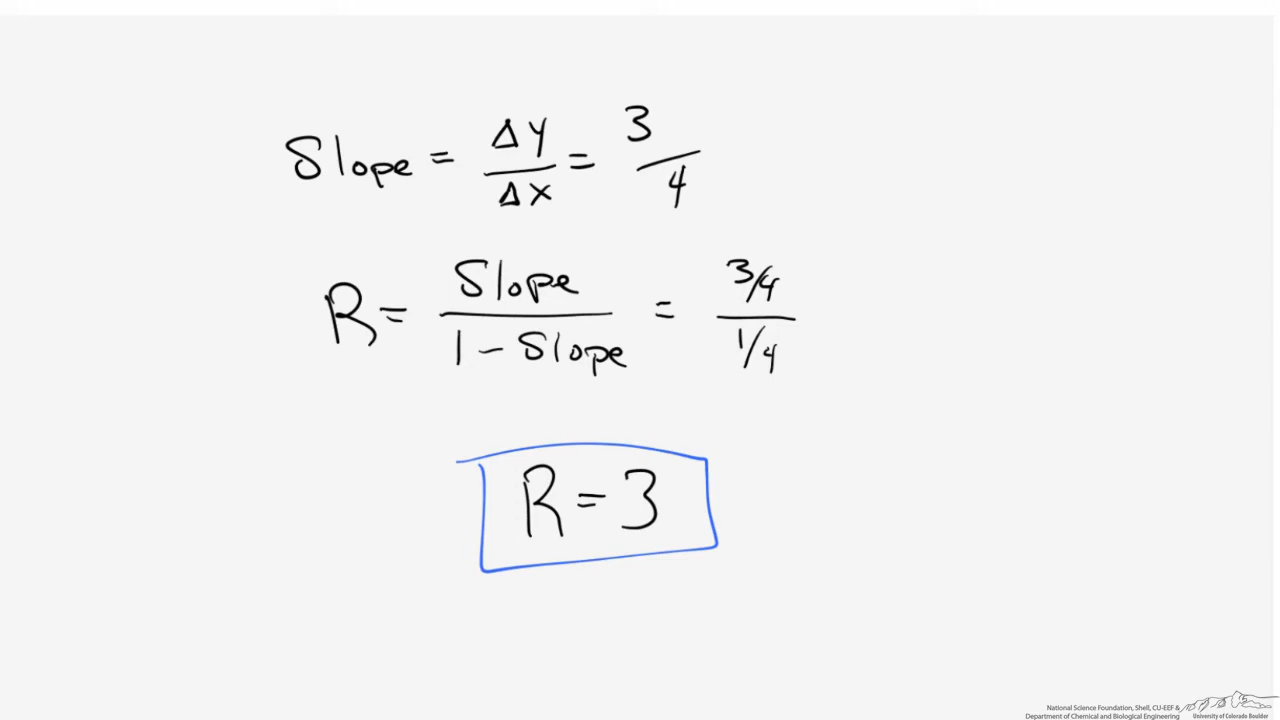 Slope = Δy/Δx = 3/4
R = Slope/1 - Slope = 3/4/1/4
R = 3
National Science Foundation, Shell, CU-EEF &
Department of Chemical and Biological Engineering
University of Colorado Boulder